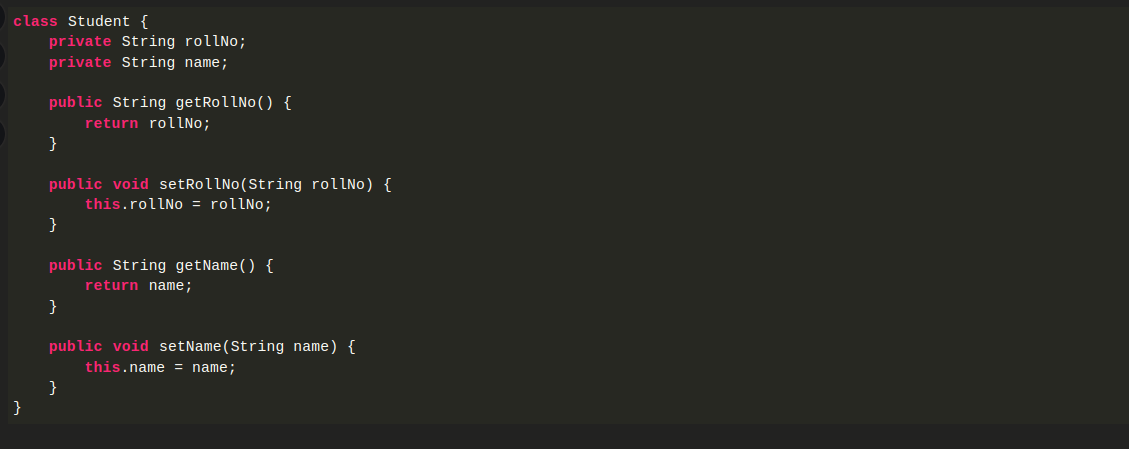 class Student {
    private String rollNo;
    private String name;

    public String getRollNo() {
        return rollNo;
    }

    public void setRollNo(String rollNo) {
        this.rollNo = rollNo;
    }

    public String getName() {
        return name;
    }

    public void setName(String name) {
        this.name = name;
    }
}